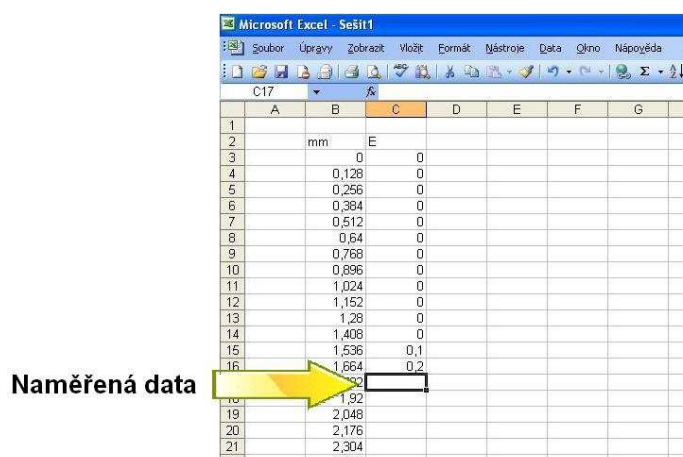 Microsoft Excel - Sešit1
Soubor Úpravy Zobrazit Vložit Formát Nástroje Data Okno Nápověda
C17 fx
A B C D E F G
1
2 mm E
3 0 0
4 0,128 0
5 0,256 0
6 0,384 0
7 0,512 0
8 0,64 0
9 0,768 0
10 0,896 0
11 1,024 0
12 1,152 0
13 1,28 0
14 1,408 0
15 1,536 0,1
16 1,664 0,2
Naměřená data
18 1,92
19 2,048
20 2,176
21 2,304